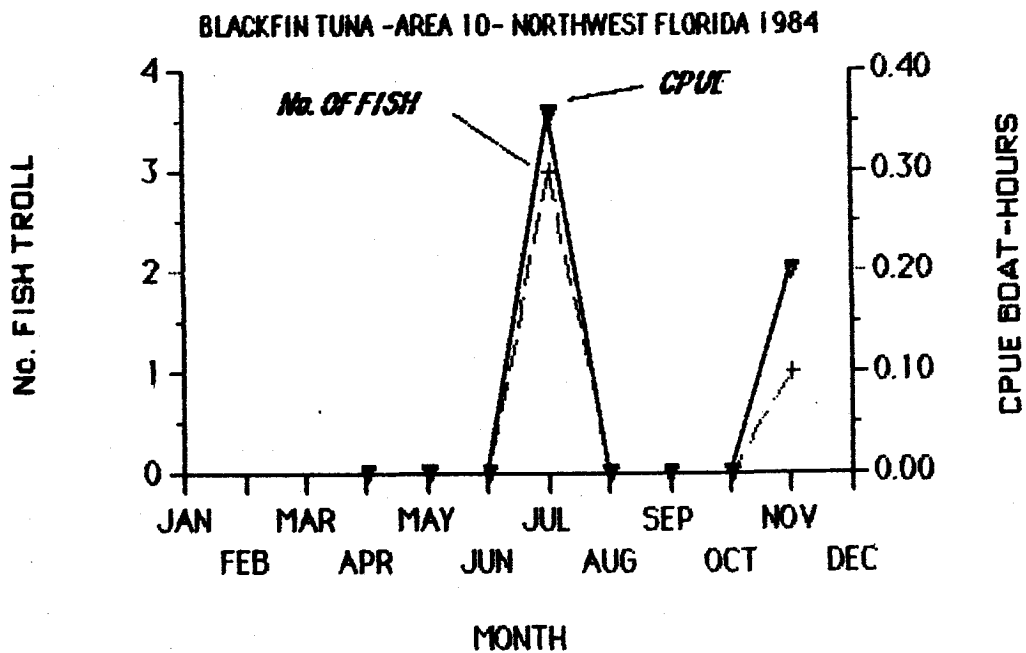 BLACKFIN TUNA -AREA 10- NORTHWEST FLORIDA 1984
No. FISH TROLL
4
3
2
1
0
No. OF FISH
CPUE
0.40
0.30
0.20
0.10
0.00
CPUE BOAT-HOURS
JAN MAR MAY JUL SEP NOV
FEB APR JUN AUG OCT DEC
MONTH